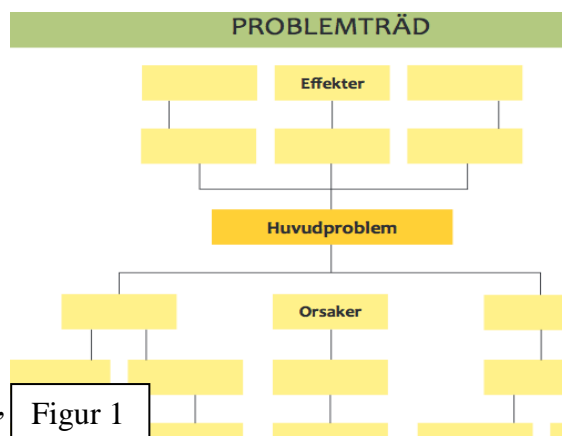 PROBLEMTRÄD
Effekter
Huvudproblem
Orsaker
, Figur 1